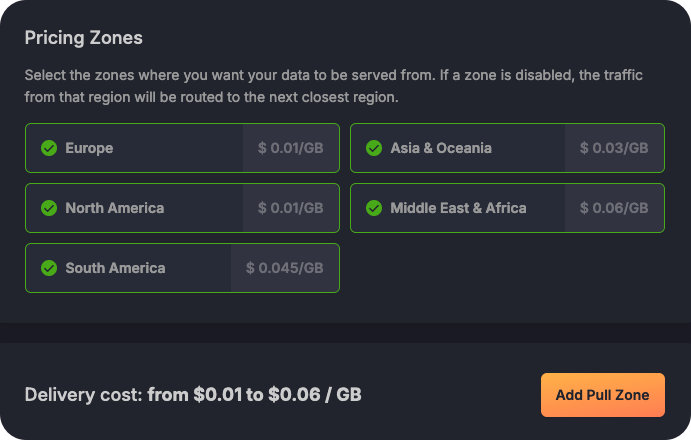 Pricing Zones
Select the zones where you want your data to be served from. If a zone is disabled, the traffic
from that region will be routed to the next closest region.
Europe $ 0.01/GB
Asia & Oceania $ 0.03/GB
North America $ 0.01/GB
Middle East & Africa $ 0.06/GB
South America $ 0.045/GB
Delivery cost: from $0.01 to $0.06 / GB
Add Pull Zone